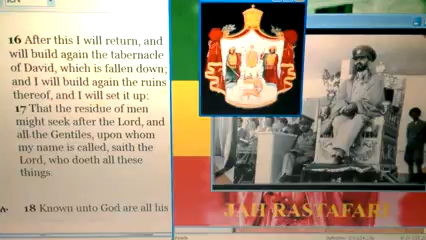 16 After this I will return, and
will build again the tabernacle
of David, which is fallen down;
and I will build again the ruins
thereof, and I will set it up:
17 That the residue of men
might seek after the Lord, and
all the Gentiles, upon whom
my name is called, saith the
Lord, who doeth all these
things.
18 Known unto God are all his
JAH RASTAFARI